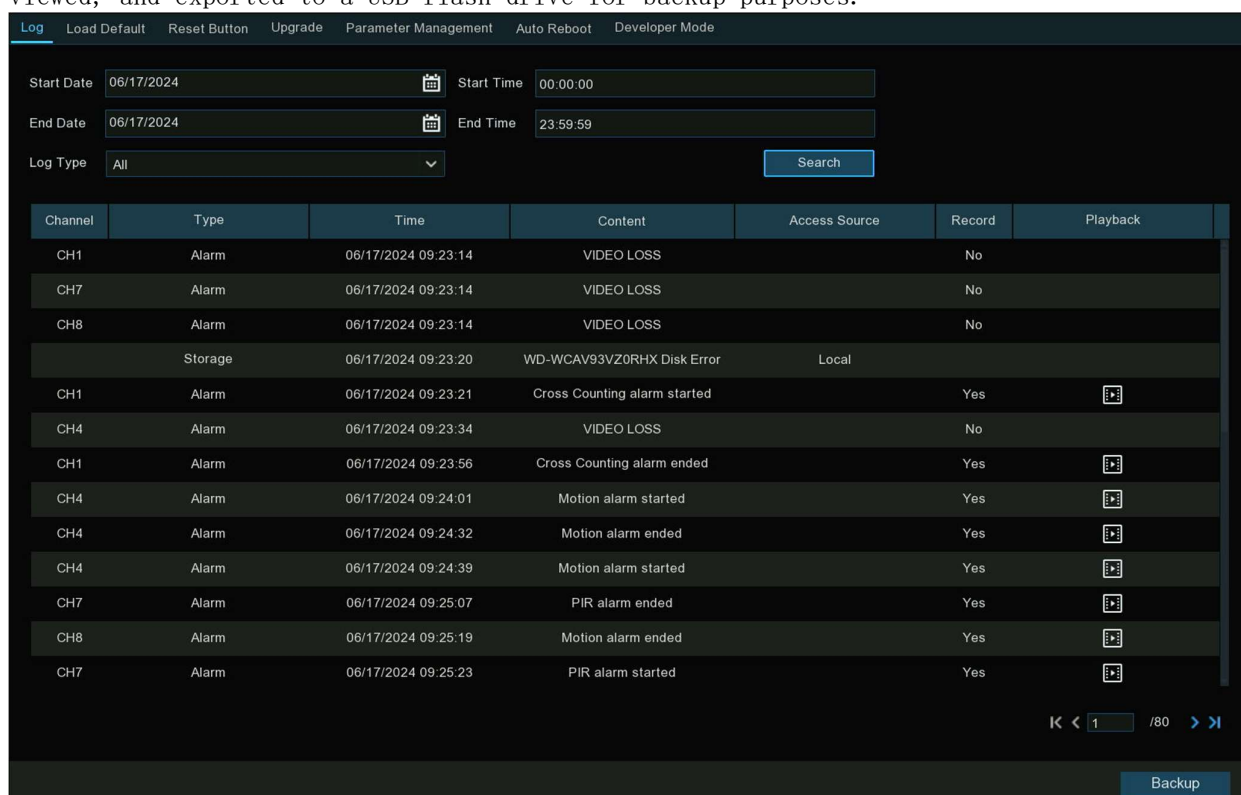 viewed, and exported to a USB flash drive for backup purposes.
Log Load Default Reset Button Upgrade Parameter Management Auto Reboot Developer Mode
Start Date 06/17/2024 Start Time 00:00:00
End Date 06/17/2024 End Time 23:59:59
Log Type All Search
Channel Type Time Content Access Source Record Playback
CH1 Alarm 06/17/2024 09:23:14 VIDEO LOSS No
CH7 Alarm 06/17/2024 09:23:14 VIDEO LOSS No
CH8 Alarm 06/17/2024 09:23:14 VIDEO LOSS No
Storage 06/17/2024 09:23:20 WD-WCAV93VZ0RHX Disk Error Local
CH1 Alarm 06/17/2024 09:23:21 Cross Counting alarm started Yes
CH4 Alarm 06/17/2024 09:23:34 VIDEO LOSS No
CH1 Alarm 06/17/2024 09:23:56 Cross Counting alarm ended Yes
CH4 Alarm 06/17/2024 09:24:01 Motion alarm started Yes
CH4 Alarm 06/17/2024 09:24:32 Motion alarm ended Yes
CH4 Alarm 06/17/2024 09:24:39 Motion alarm started Yes
CH7 Alarm 06/17/2024 09:25:07 PIR alarm ended Yes
CH8 Alarm 06/17/2024 09:25:19 Motion alarm ended Yes
CH7 Alarm 06/17/2024 09:25:23 PIR alarm started Yes
1 /80
Backup